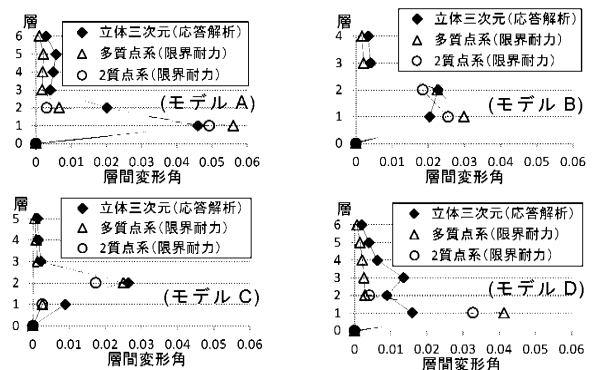 層
6
5
4
3
2
1
0
◆ 立体三次元(応答解析)
△ 多質点系(限界耐力)
○ 2質点系(限界耐力)
(モデル A)
0 0.01 0.02 0.03 0.04 0.05 0.06
層間変形角
層
4
3
2
1
0
◆ 立体三次元(応答解析)
△ 多質点系(限界耐力)
○ 2質点系(限界耐力)
(モデル B)
0 0.01 0.02 0.03 0.04 0.05 0.06
層間変形角
層
5
4
3
2
1
0
◆ 立体三次元(応答解析)
△ 多質点系(限界耐力)
○ 2質点系(限界耐力)
(モデル C)
0 0.01 0.02 0.03 0.04 0.05 0.06
層間変形角
層
6
5
4
3
2
1
0
◆ 立体三次元(応答解析)
△ 多質点系(限界耐力)
○ 2質点系(限界耐力)
(モデル D)
0 0.01 0.02 0.03 0.04 0.05 0.06
層間変形角